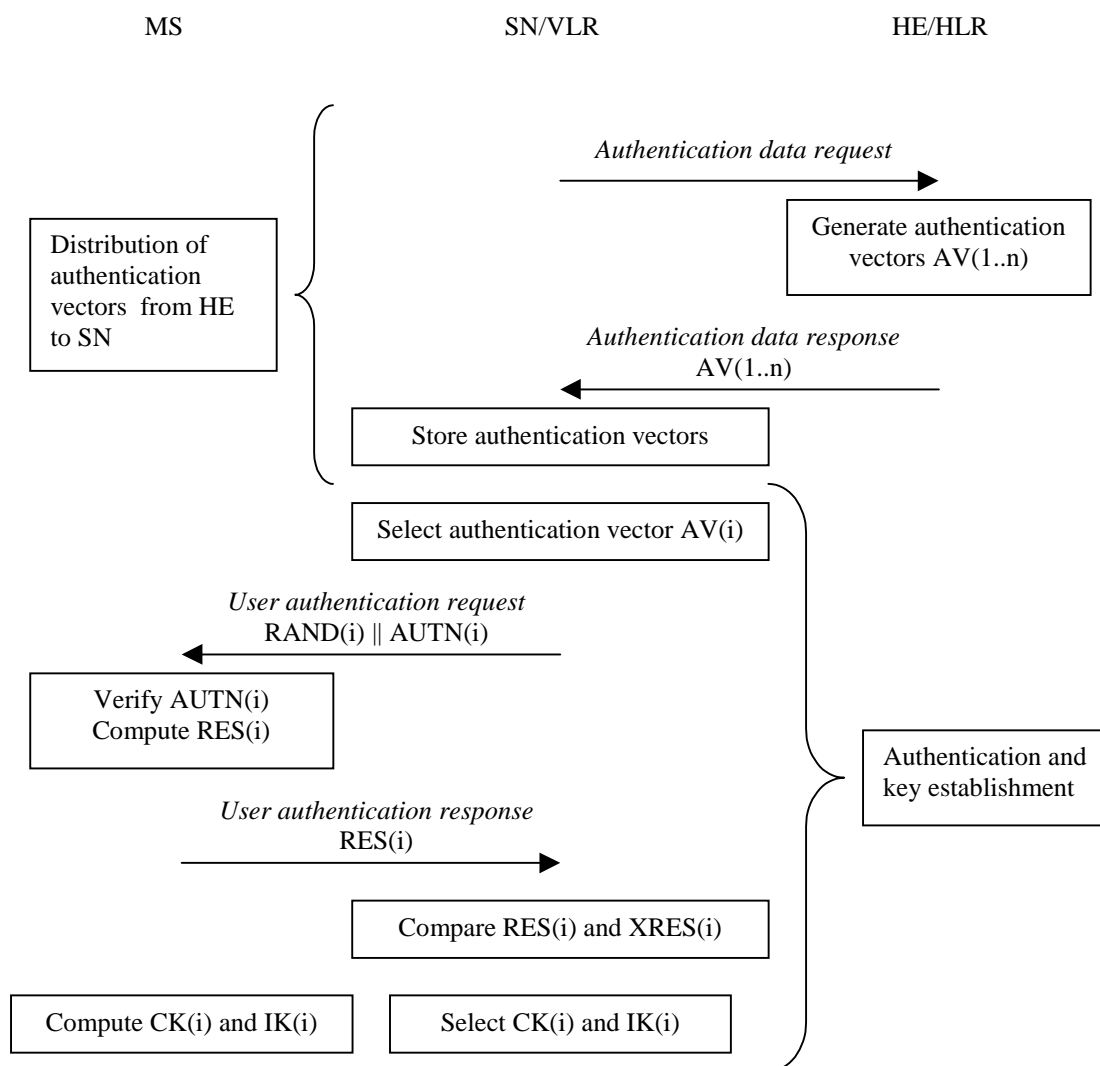 MS
SN/VLR
HE/HLR
Authentication data request
Generate authentication
vectors AV(1..n)
Distribution of
authentication
vectors from HE
to SN
Authentication data response
AV(1..n)
Store authentication vectors
Select authentication vector AV(i)
User authentication request
RAND(i) || AUTN(i)
Verify AUTN(i)
Compute RES(i)
Authentication and
key establishment
User authentication response
RES(i)
Compare RES(i) and XRES(i)
Compute CK(i) and IK(i)
Select CK(i) and IK(i)